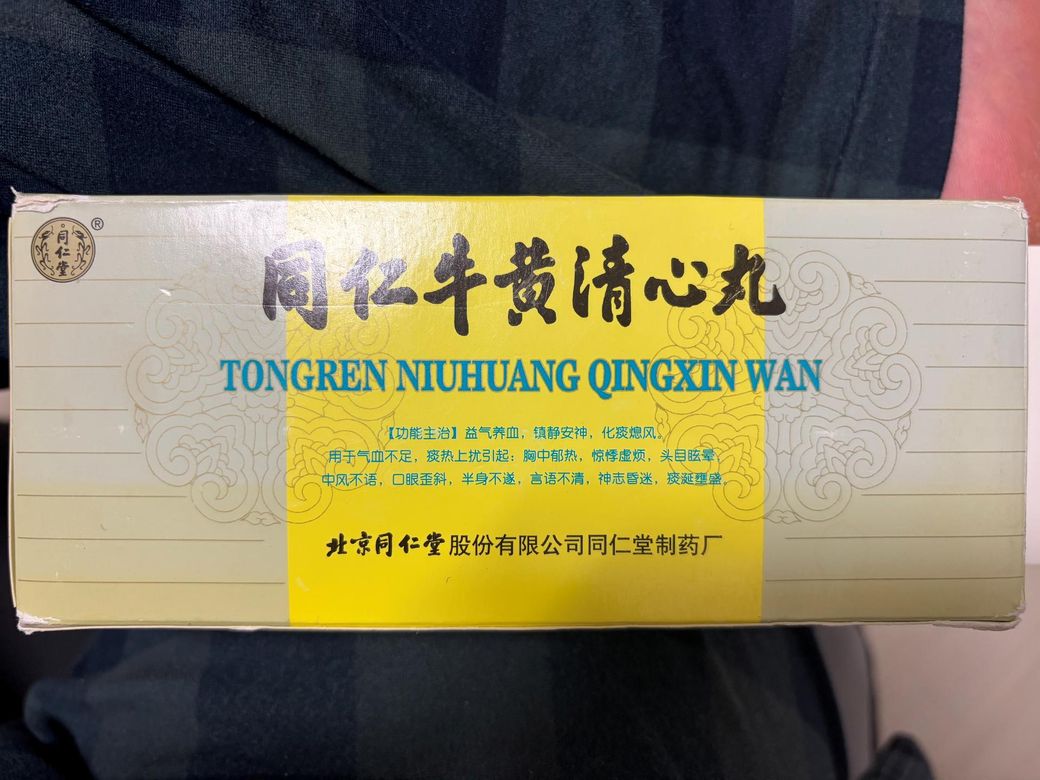 同仁堂
®
同仁牛黄清心丸
TONGREN NIUHUANG QINGXIN WAN
【功能主治】益气养血，镇静安神，化痰熄风。
用于气血不足，痰热上扰引起：胸中郁热，惊悸虚烦，头目眩晕，
中风不语，口眼歪斜，半身不遂，言语不清，神志昏迷，痰涎壅盛。
北京同仁堂股份有限公司同仁堂制药厂